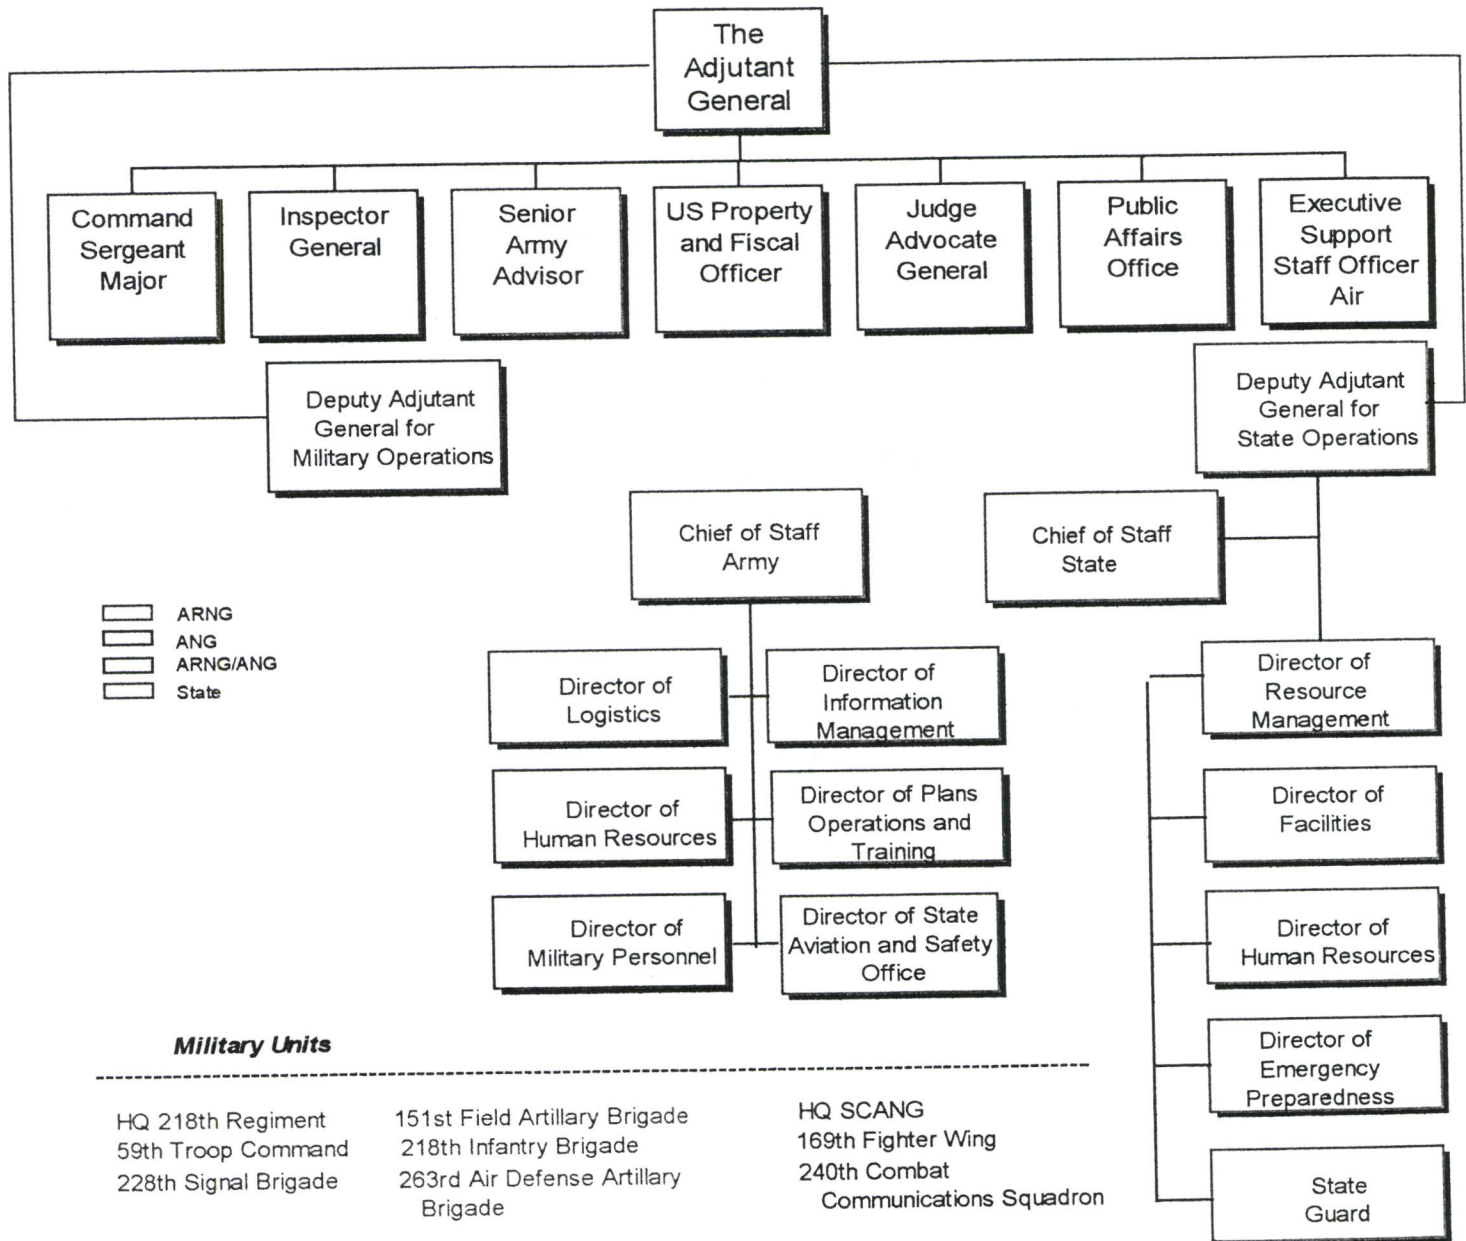 The
Adjutant
General
Command
Sergeant
Major
Inspector
General
Senior
Army
Advisor
US Property
and Fiscal
Officer
Judge
Advocate
General
Public
Affairs
Office
Executive
Support
Staff Officer
Air
Deputy Adjutant
General for
Military Operations
Deputy Adjutant
General for
State Operations
Chief of Staff
Army
Chief of Staff
State
ARNG
ANG
ARNG/ANG
State
Director of
Logistics
Director of
Information
Management
Director of
Human Resources
Director of Plans
Operations and
Training
Director of
Military Personnel
Director of State
Aviation and Safety
Office
Director of
Resource
Management
Director of
Facilities
Director of
Human Resources
Director of
Emergency
Preparedness
State
Guard
Military Units
HQ 218th Regiment
59th Troop Command
228th Signal Brigade
151st Field Artillary Brigade
218th Infantry Brigade
263rd Air Defense Artillary
Brigade
HQ SCANG
169th Fighter Wing
240th Combat
Communications Squadron